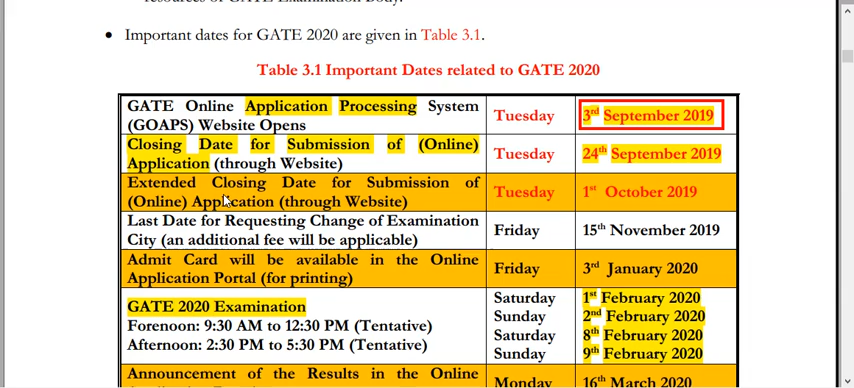 resources of GATE Examination Body.
• Important dates for GATE 2020 are given in Table 3.1.
Table 3.1 Important Dates related to GATE 2020
GATE Online Application Processing System
(GOAPS) Website Opens
Tuesday
3rd September 2019
Closing Date for Submission of (Online)
Application (through Website)
Tuesday
24th September 2019
Extended Closing Date for Submission of
(Online) Application (through Website)
Tuesday
1st October 2019
Last Date for Requesting Change of Examination
City (an additional fee will be applicable)
Friday
15th November 2019
Admit Card will be available in the Online
Application Portal (for printing)
Friday
3rd January 2020
GATE 2020 Examination
Forenoon: 9:30 AM to 12:30 PM (Tentative)
Afternoon: 2:30 PM to 5:30 PM (Tentative)
Saturday 1st February 2020
Sunday 2nd February 2020
Saturday 8th February 2020
Sunday 9th February 2020
Announcement of the Results in the Online
Monday
16th March 2020